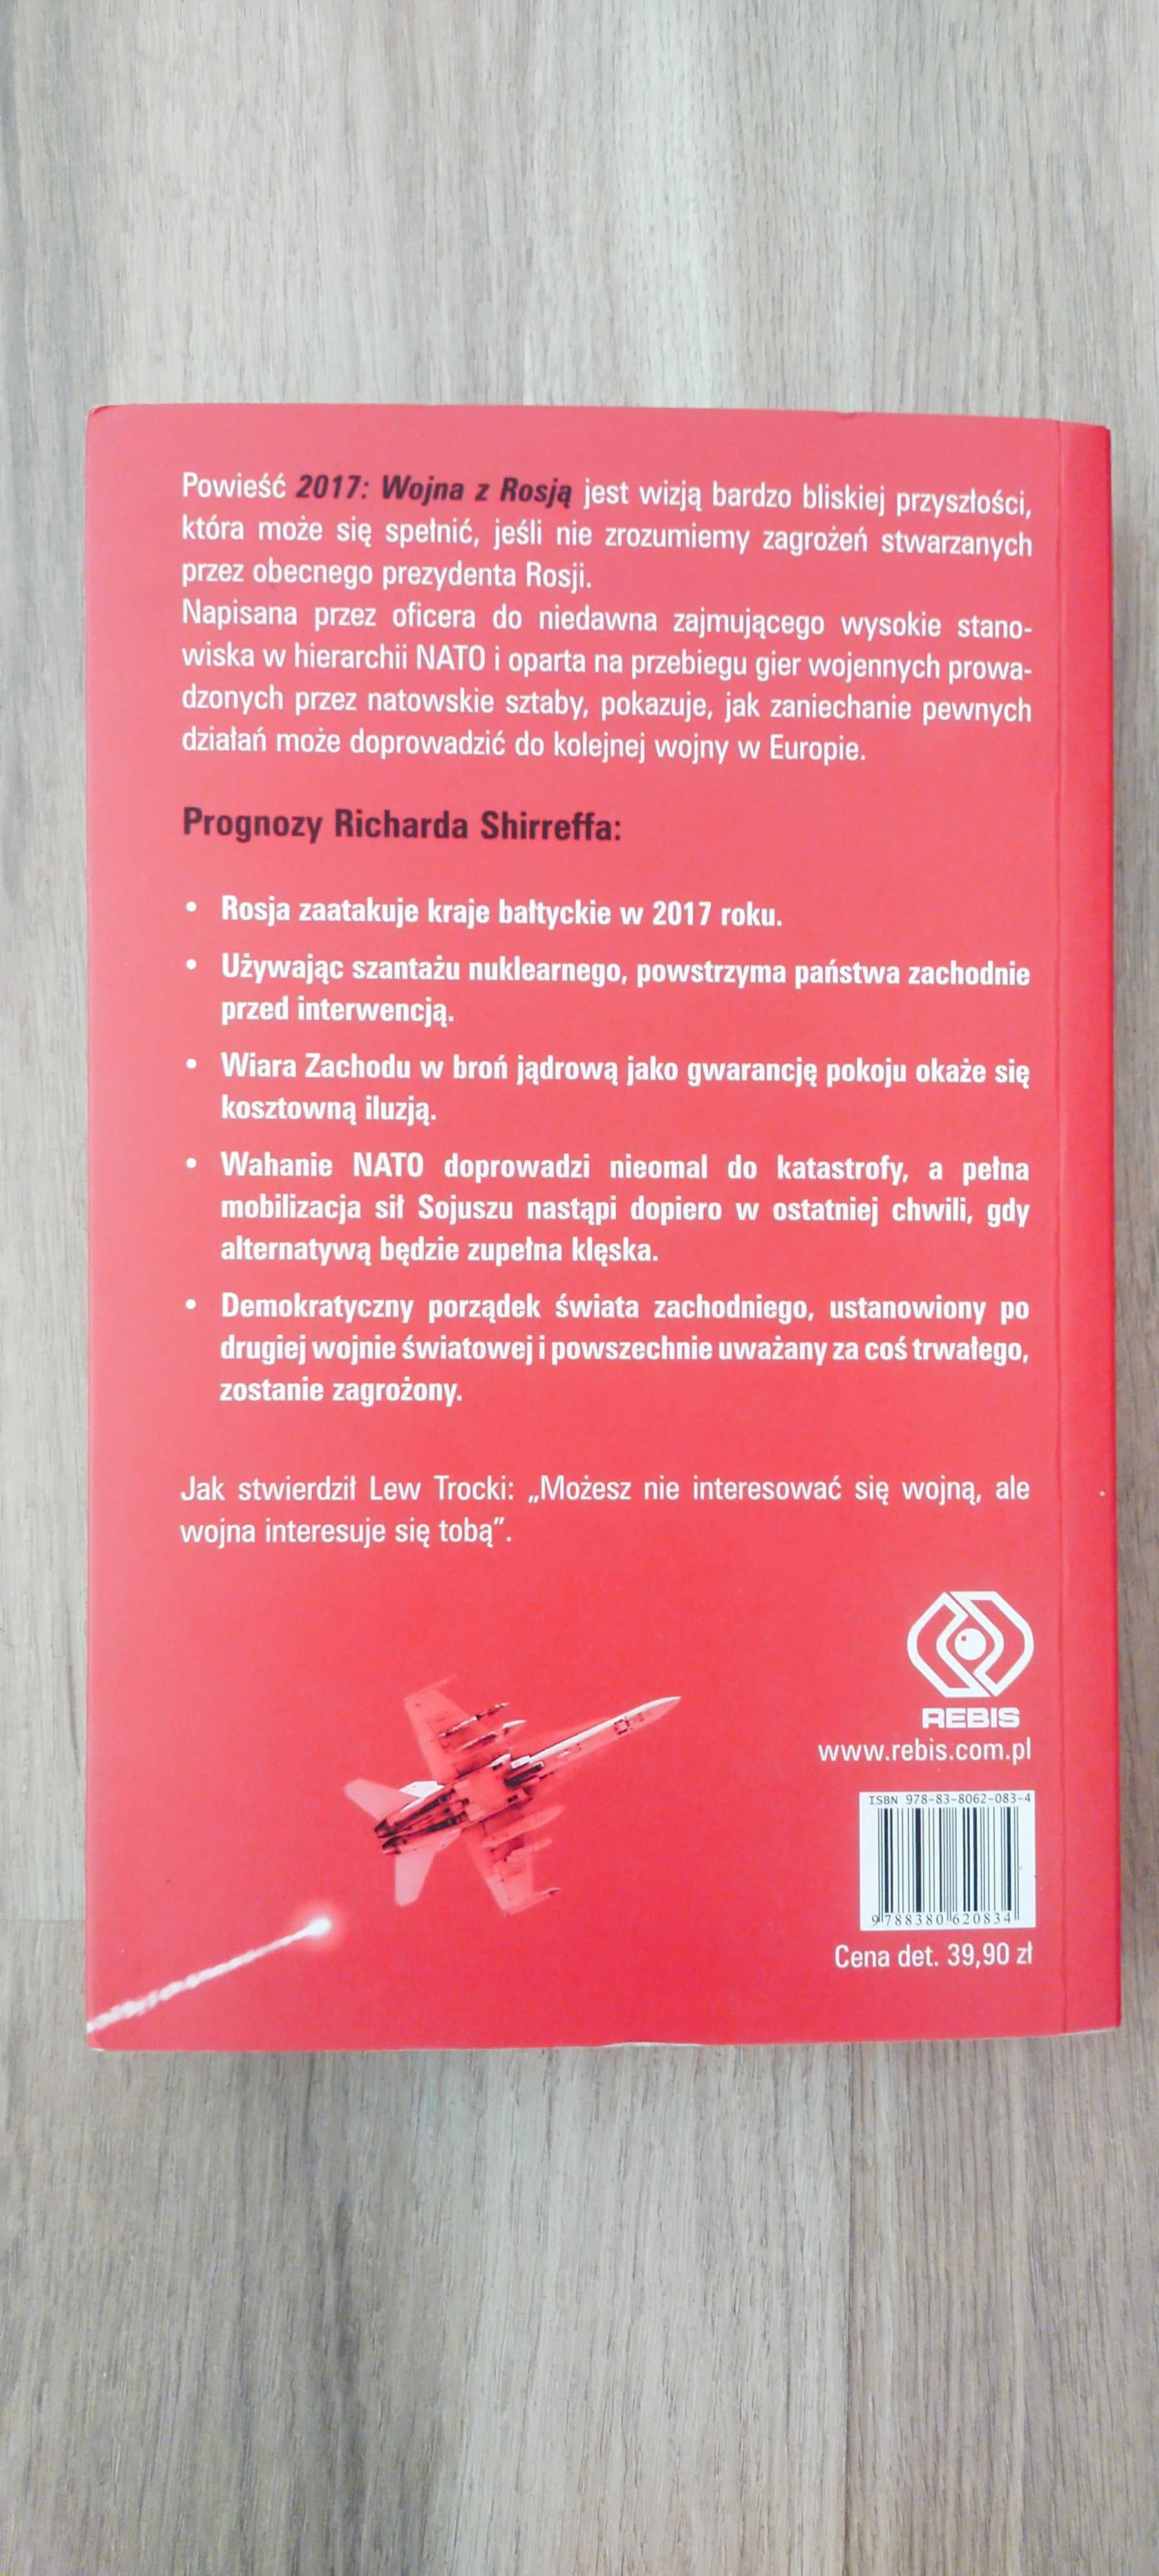 Powieść 2017: Wojna z Rosją jest wizją bardzo bliskiej przyszłości,
która może się spełnić, jeśli nie zrozumiemy zagrożeń stwarzanych
przez obecnego prezydenta Rosji.
Napisana przez oficera do niedawna zajmującego wysokie stano-
wiska w hierarchii NATO i oparta na przebiegu gier wojennych prowa-
dzonych przez natowskie sztaby, pokazuje, jak zaniechanie pewnych
działań może doprowadzić do kolejnej wojny w Europie.
Prognozy Richarda Shirreffa:
• Rosja zaatakuje kraje bałtyckie w 2017 roku.
• Używając szantażu nuklearnego, powstrzyma państwa zachodnie
przed interwencją.
• Wiara Zachodu w broń jądrową jako gwarancję pokoju okaże się
kosztowną iluzją.
• Wahanie NATO doprowadzi nieomal do katastrofy, a pełna
mobilizacja sił Sojuszu nastąpi dopiero w ostatniej chwili, gdy
alternatywą będzie zupełna klęska.
• Demokratyczny porządek świata zachodniego, ustanowiony po
drugiej wojnie światowej i powszechnie uważany za coś trwałego,
zostanie zagrożony.
Jak stwierdził Lew Trocki: „Możesz nie interesować się wojną, ale
wojna interesuje się tobą”.
REBIS
www.rebis.com.pl
ISBN 978-83-8062-083-4
9 788380 620834
Cena det. 39,90 zł